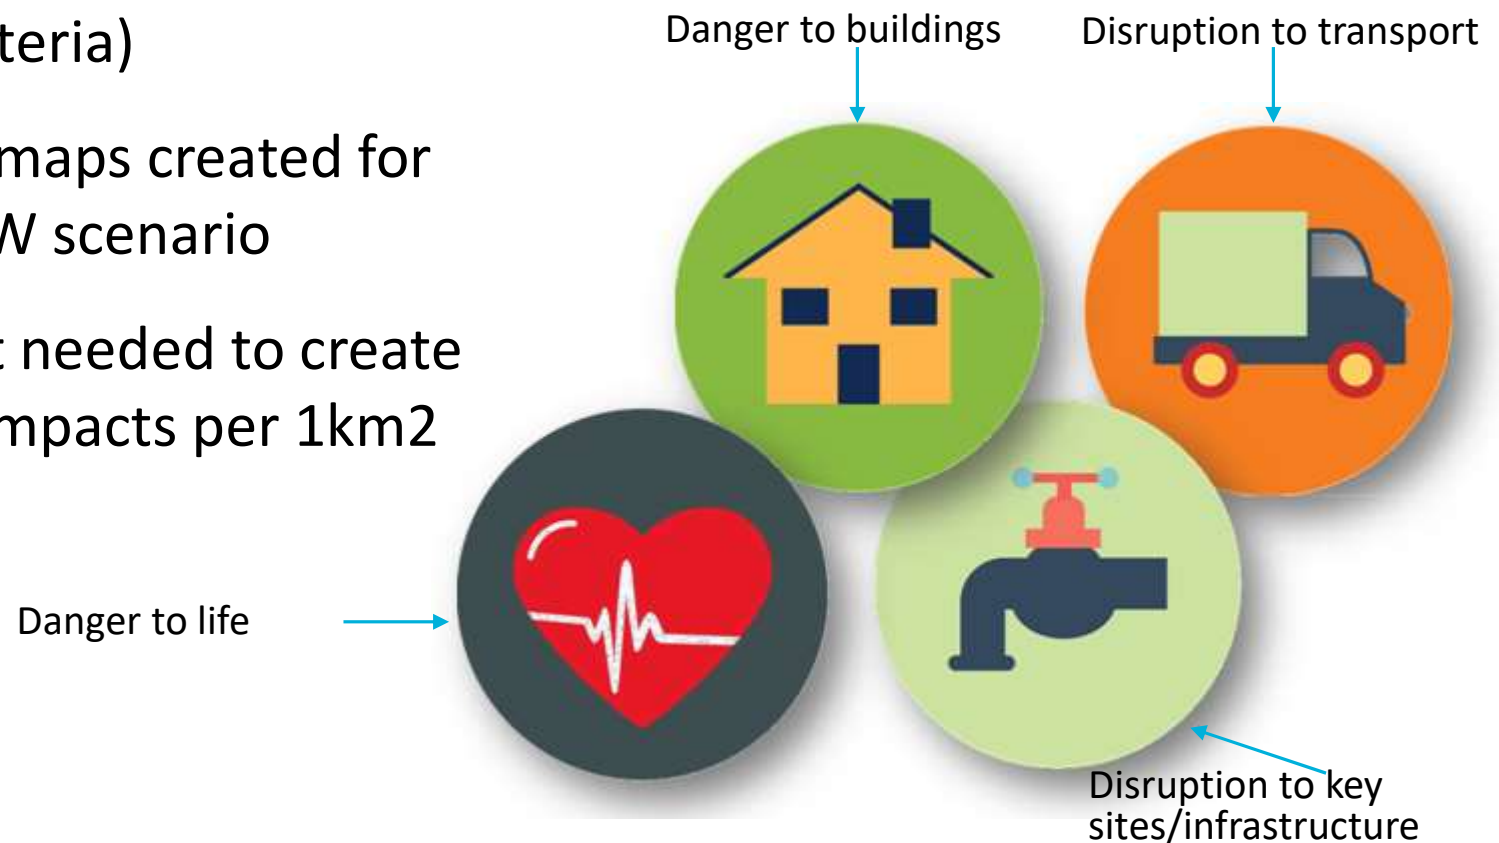 teria)
maps created for
W scenario
t needed to create
mpacts per 1km2
Danger to buildings
Disruption to transport
Danger to life
Disruption to key
sites/infrastructure